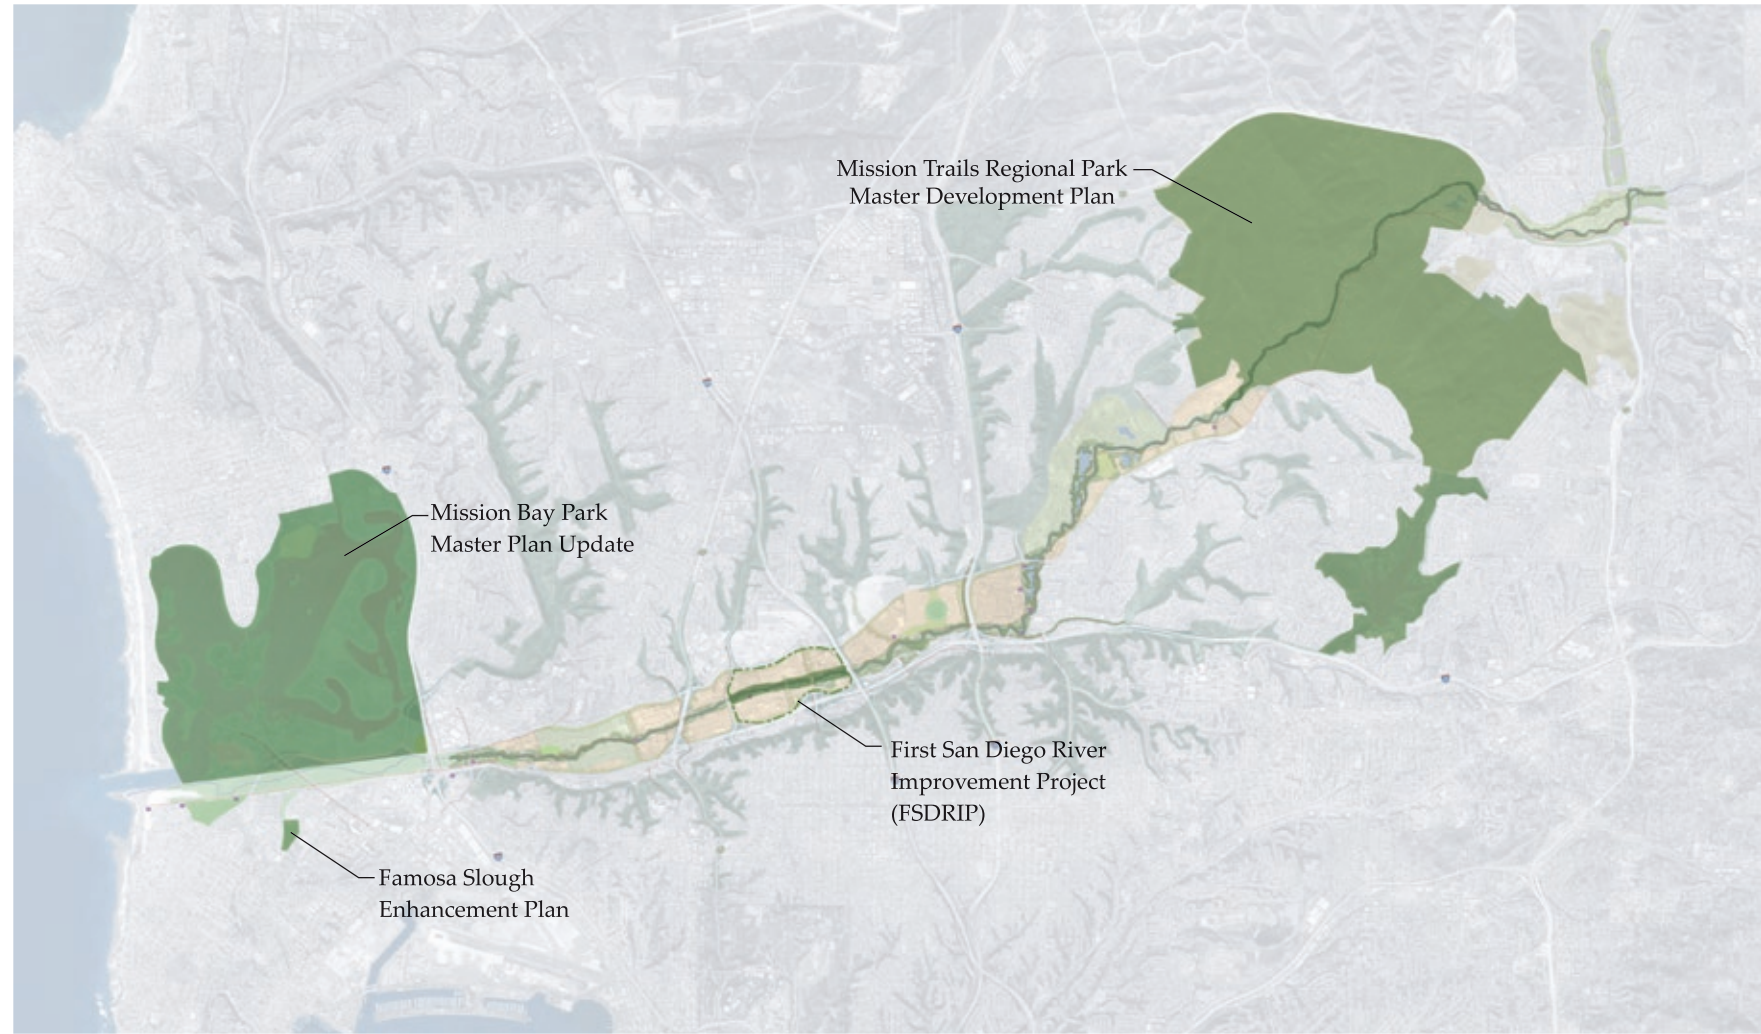 Mission Trails Regional Park
Master Development Plan
Mission Bay Park
Master Plan Update
First San Diego River
Improvement Project
(FSDRIP)
Famosa Slough
Enhancement Plan